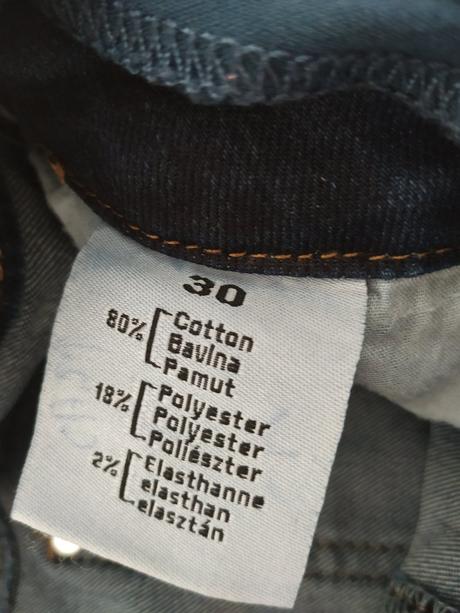 30
80% Cotton
Bavlna
Pamut
18% Polyester
Polyester
Poliészter
2% Elasthanne
elasthan
elasztán